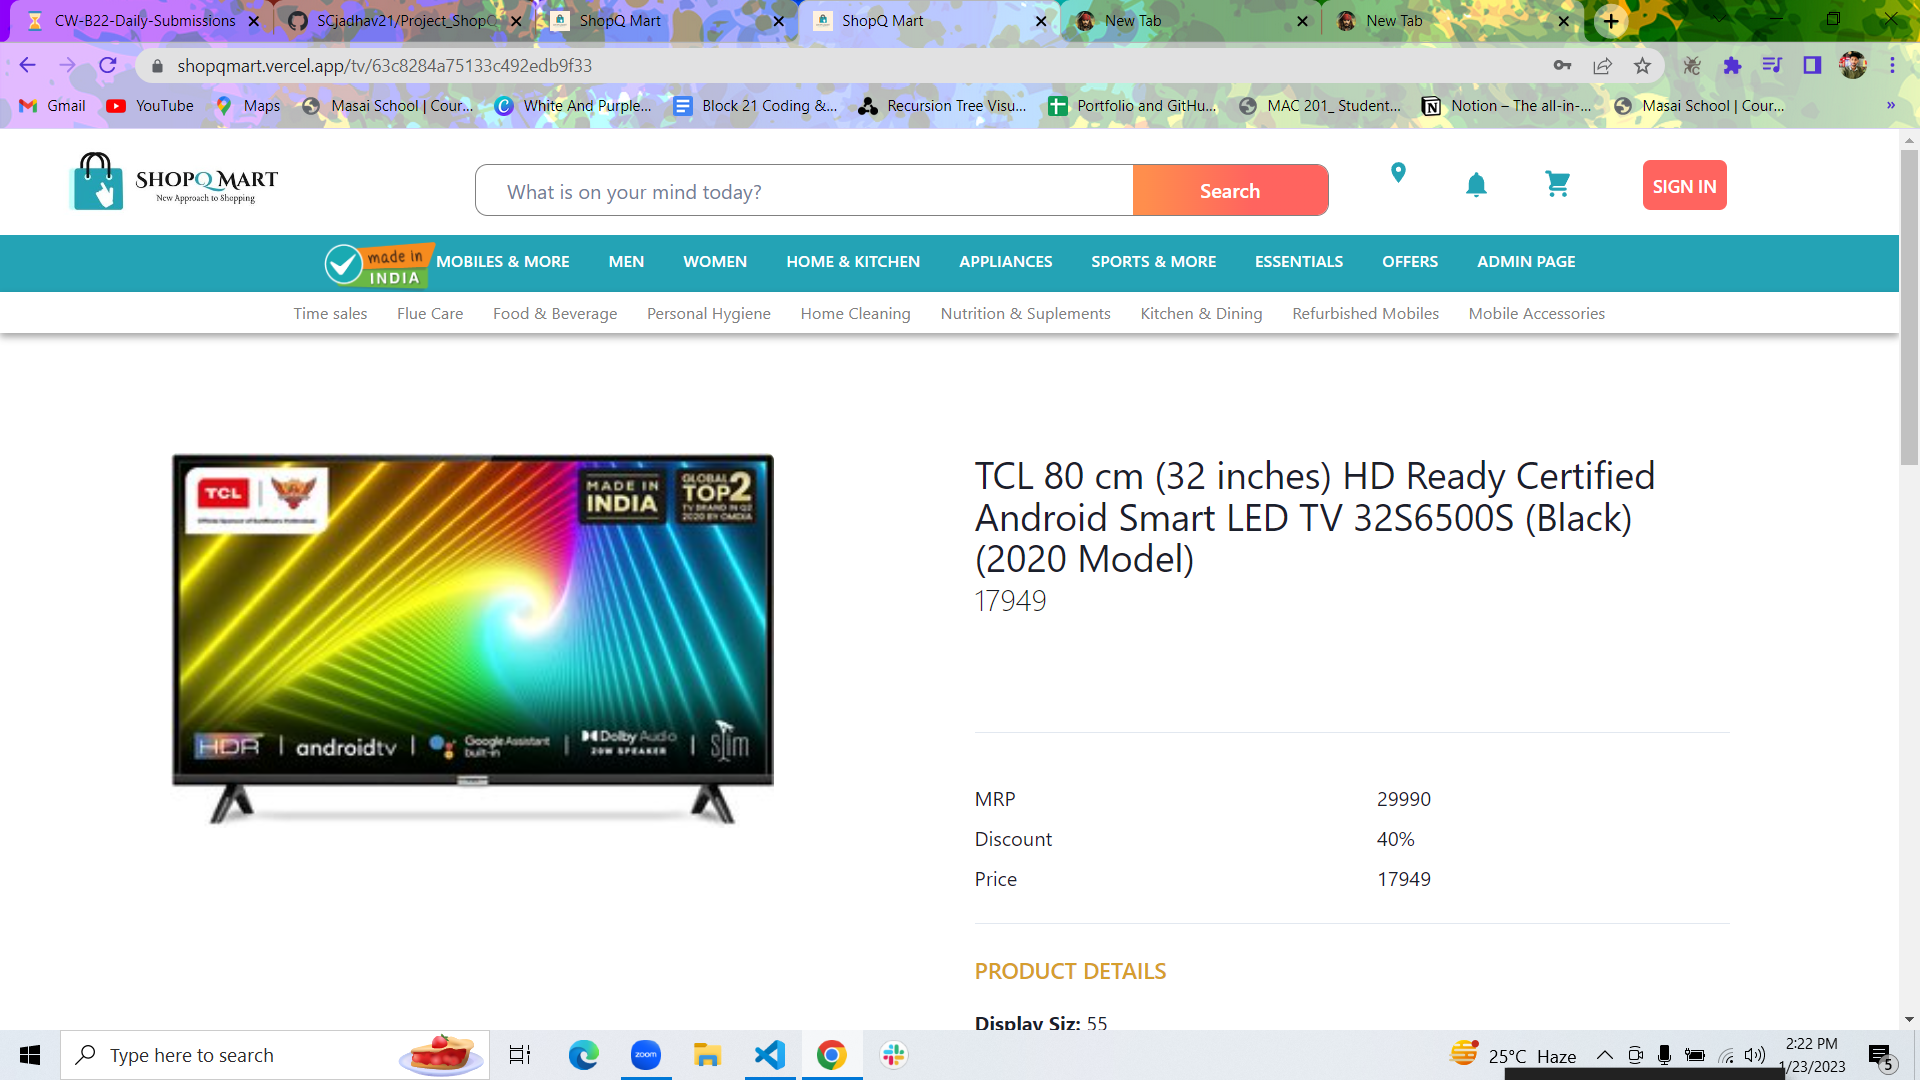 CW-B22-Daily-Submissions
SCjadhav21/Project_ShopQ
ShopQ Mart
ShopQ Mart
New Tab
New Tab
shopqmart.vercel.app/tv/63c8284a75133c492edb9f33
Gmail
YouTube
Maps
Masai School | Cour...
White And Purple...
Block 21 Coding &...
Recursion Tree Visu...
Portfolio and GitHu...
MAC 201_ Student...
Notion – The all-in-...
Masai School | Cour...
»
SHOPQ MART
New Approach to Shopping
What is on your mind today?
Search
SIGN IN
made in
INDIA
MOBILES & MORE
MEN
WOMEN
HOME & KITCHEN
APPLIANCES
SPORTS & MORE
ESSENTIALS
OFFERS
ADMIN PAGE
Time sales
Flue Care
Food & Beverage
Personal Hygiene
Home Cleaning
Nutrition & Suplements
Kitchen & Dining
Refurbished Mobiles
Mobile Accessories
TCL
MADE IN
INDIA
GLOBAL
TOP2
TV BRAND IN Q2
2020 BY OMDIA
HDR
androidtv
Google Assistant
built-in
Dolby Audio
20W SPEAKER
slim
TCL 80 cm (32 inches) HD Ready Certified
Android Smart LED TV 32S6500S (Black)
(2020 Model)
17949
MRP 29990
Discount 40%
Price 17949
PRODUCT DETAILS
Display Siz: 55
Type here to search
zoom
25°C Haze
2:22 PM
1/23/2023
5